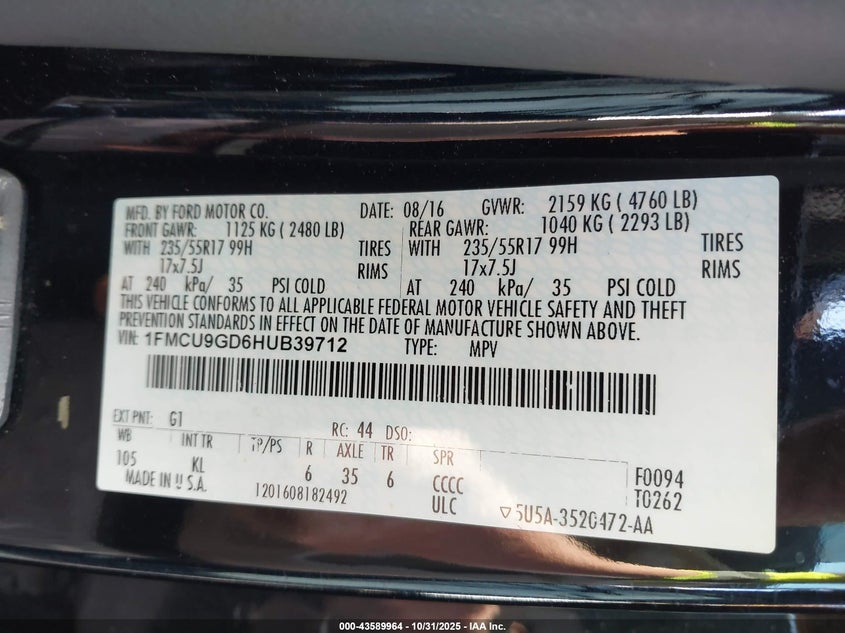 MFD. BY FORD MOTOR CO. DATE: 08/16 GVWR: 2159 KG ( 4760 LB)
FRONT GAWR: 1125 KG ( 2480 LB) REAR GAWR: 1040 KG ( 2293 LB)
WITH 235/55R17 99H TIRES WITH 235/55R17 99H TIRES
17x7.5J RIMS 17x7.5J RIMS
AT 240 kPa/ 35 PSI COLD AT 240 kPa/ 35 PSI COLD
THIS VEHICLE CONFORMS TO ALL APPLICABLE FEDERAL MOTOR VEHICLE SAFETY AND THEFT
PREVENTION STANDARDS IN EFFECT ON THE DATE OF MANUFACTURE SHOWN ABOVE.
VIN: 1FMCU9GD6HUB39712 TYPE: MPV
EXT PNT: G1 RC: 44 DSO:
WB INT TR TP/PS R AXLE TR SPR
105 KL 6 35 6 CCCC F0094
MADE IN U.S.A. 1201608182492 ULC T0262
▽5U5A-3520472-AA
000-43589964 - 10/31/2025 - IAA Inc.